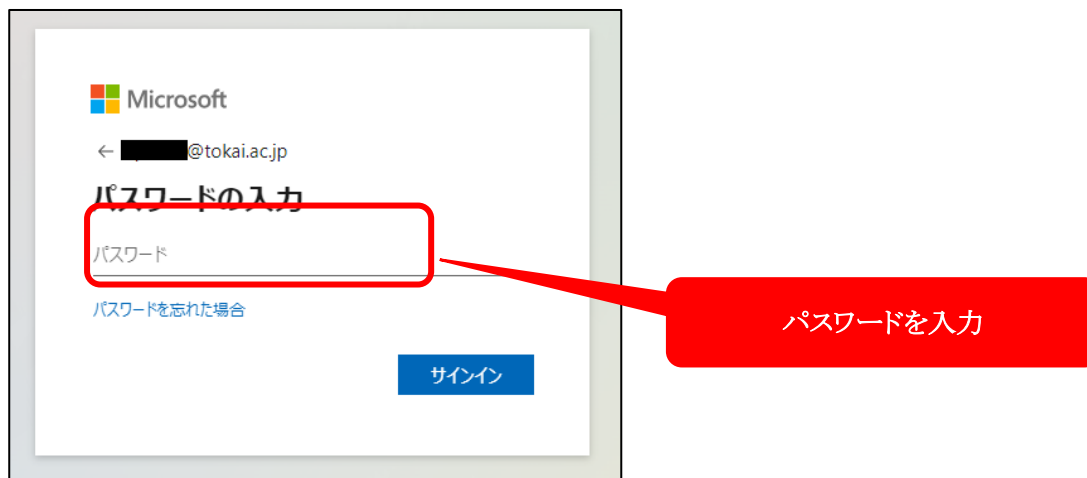 Microsoft
← @tokai.ac.jp
パスワードの入力
パスワード
パスワードを忘れた場合
サインイン
パスワードを入力